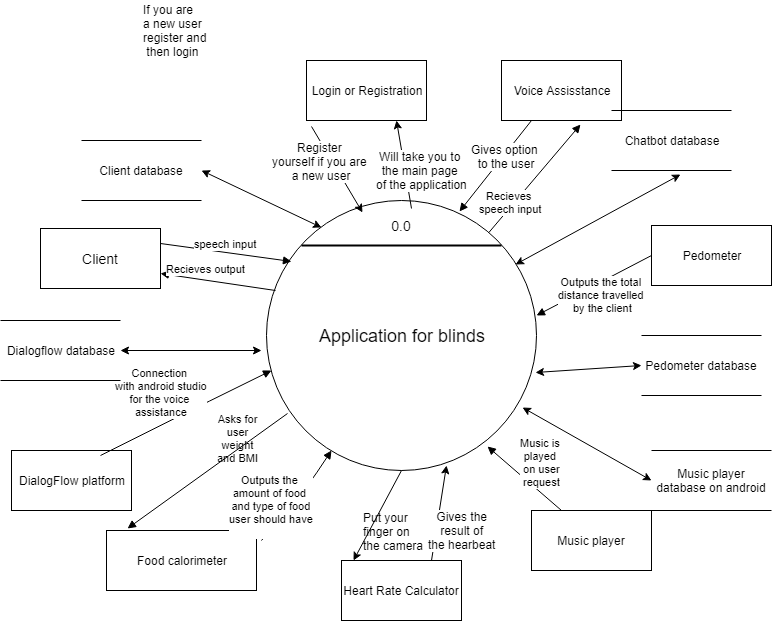 If you are
a new user
register and
then login
Login or Registration
Voice Assisstance
Chatbot database
Register
yourself if you are
a new user
Will take you to
the main page
of the application
Gives option
to the user
Recieves
speech input
Client database
0.0
Client
speech input
Recieves output
Pedometer
Outputs the total
distance travelled
by the client
Application for blinds
Dialogflow database
Pedometer database
Connection
with android studio
for the voice
assistance
Asks for
user
weight
and BMI
Music is
played
on user
request
DialogFlow platform
Music player
database on android
Outputs the
amount of food
and type of food
user should have
Put your
finger on
the camera
Gives the
result of
the hearbeat
Music player
Food calorimeter
Heart Rate Calculator